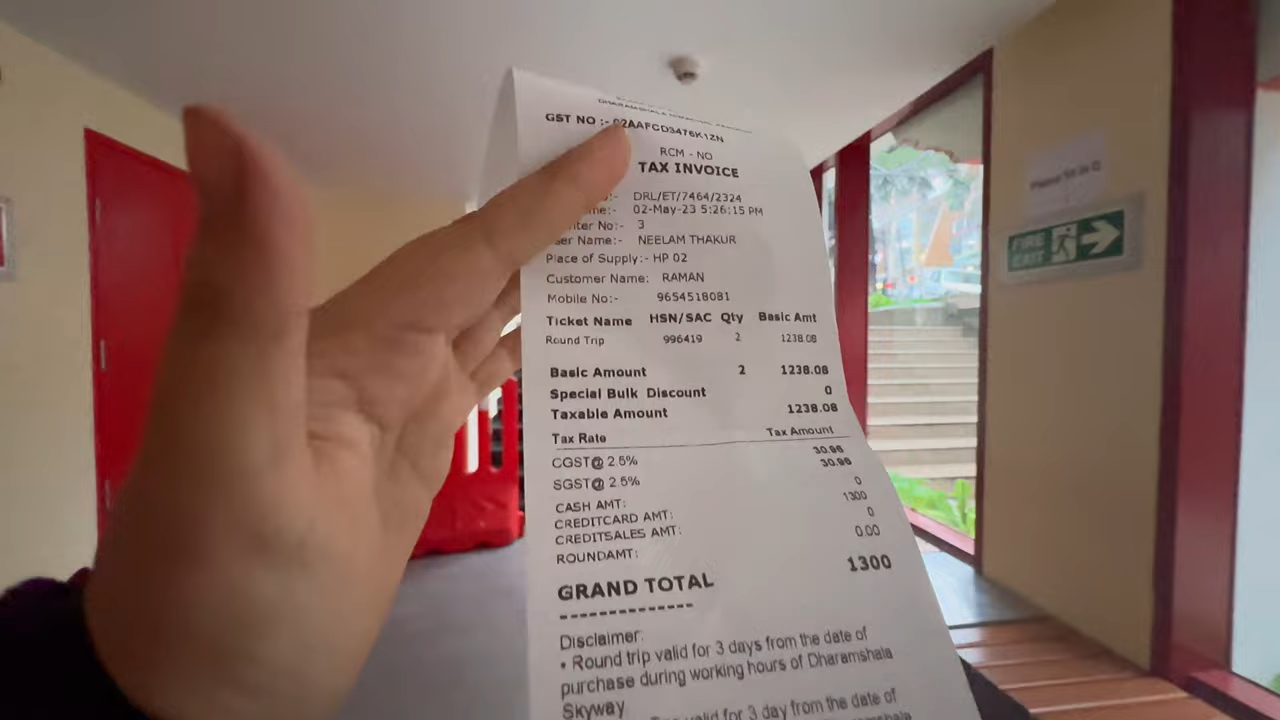 GST NO :- 02AAFCD3476K1ZN
RCM - NO
TAX INVOICE
DRL/ET/7464/2324
02-May-23 5:26:15 PM
No:- 3
Name:- NEELAM THAKUR
Place of Supply:- HP 02
Customer Name: RAMAN
Mobile No:- 9654518081
Ticket Name HSN/SAC Qty Basic Amt
Round Trip 996419 2 1238.08
Basic Amount 2 1238.08
Special Bulk Discount 0
Taxable Amount 1238.08
Tax Rate Tax Amount
CGST@ 2.5% 30.96
SGST@ 2.5% 30.96
CASH AMT: 0
CREDITCARD AMT: 1300
CREDITSALES AMT: 0
ROUNDAMT: 0.00
GRAND TOTAL 1300
--------------
Disclaimer:
• Round trip valid for 3 days from the date of
purchase during working hours of Dharamshala
Skyway
valid for 3 day from the date of
FIRE EXIT